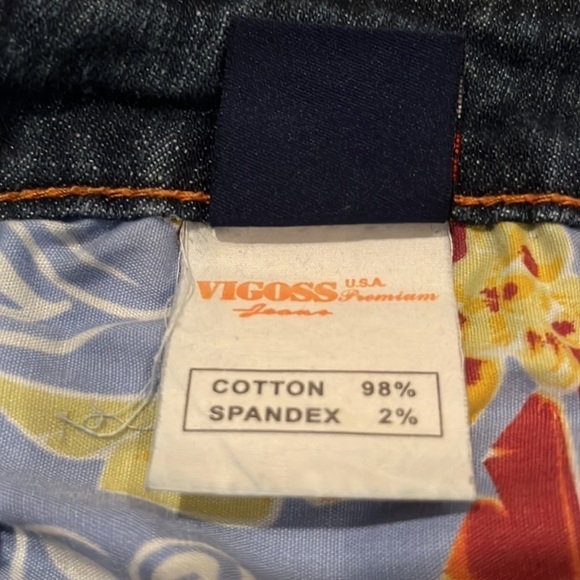 VIGOSS U.S.A. Premium
Jeans
COTTON 98%
SPANDEX 2%